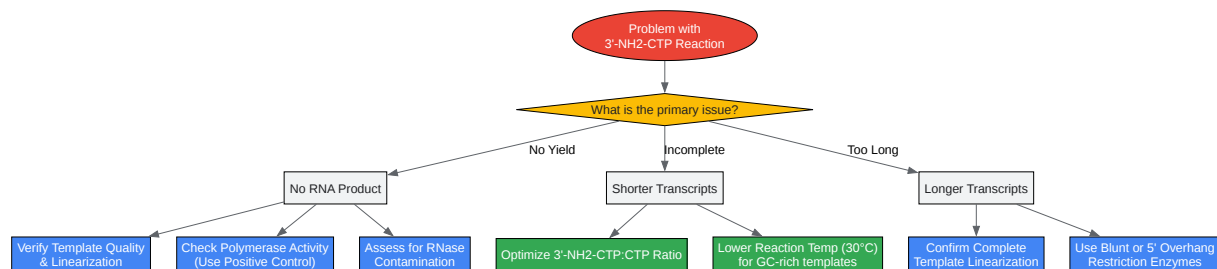 Problem with
3'-NH2-CTP Reaction
What is the primary issue?
No Yield
Incomplete
Too Long
No RNA Product
Shorter Transcripts
Longer Transcripts
Verify Template Quality
& Linearization
Check Polymerase Activity
(Use Positive Control)
Assess for RNase
Contamination
Optimize 3'-NH2-CTP:CTP Ratio
Lower Reaction Temp (30°C)
for GC-rich templates
Confirm Complete
Template Linearization
Use Blunt or 5' Overhang
Restriction Enzymes